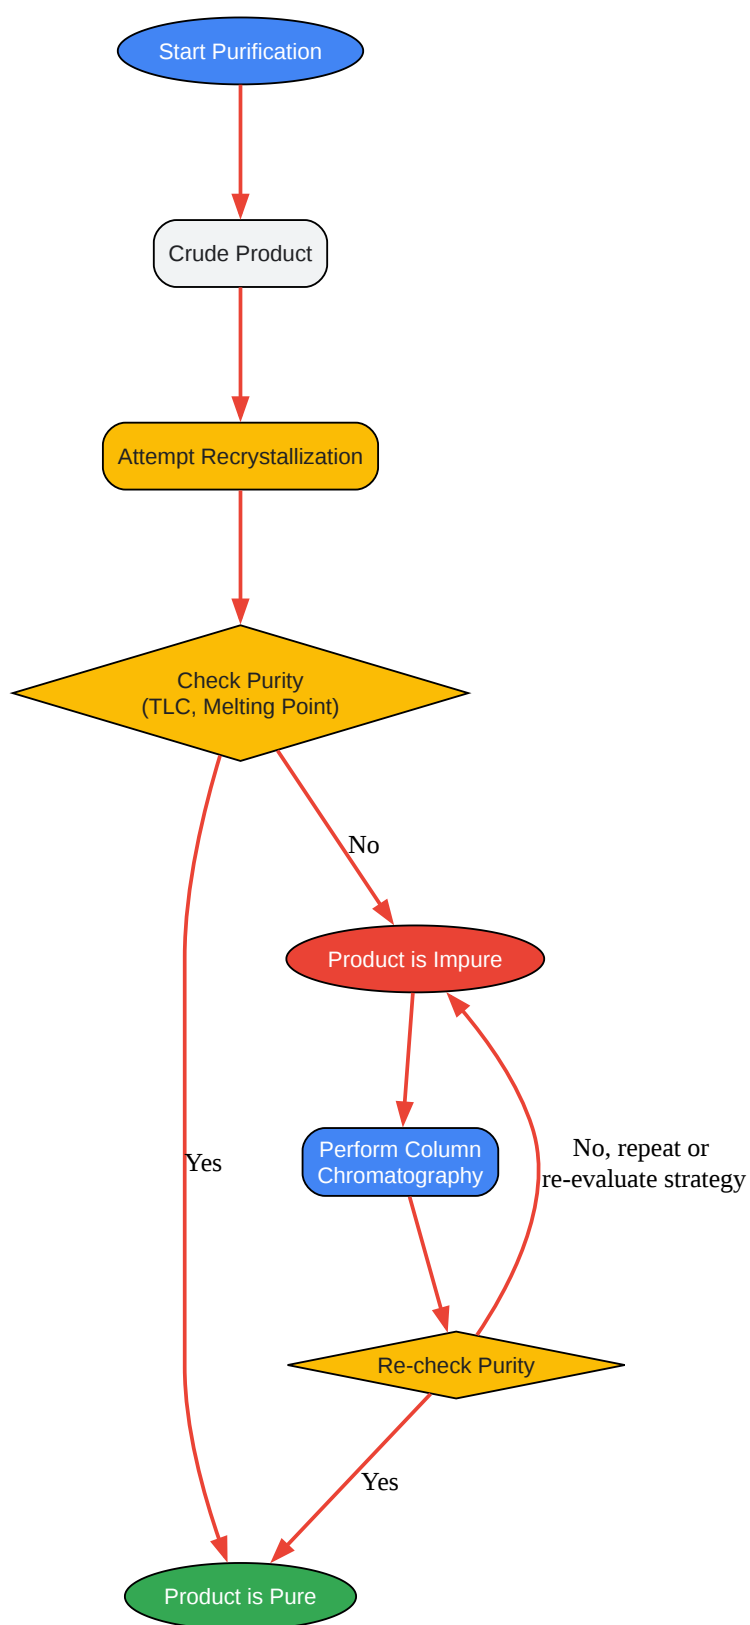 Start Purification
Crude Product
Attempt Recrystallization
Check Purity
(TLC, Melting Point)
No
Product is Impure
Perform Column
Chromatography
No, repeat or
re-evaluate strategy
Yes
Re-check Purity
Yes
Product is Pure